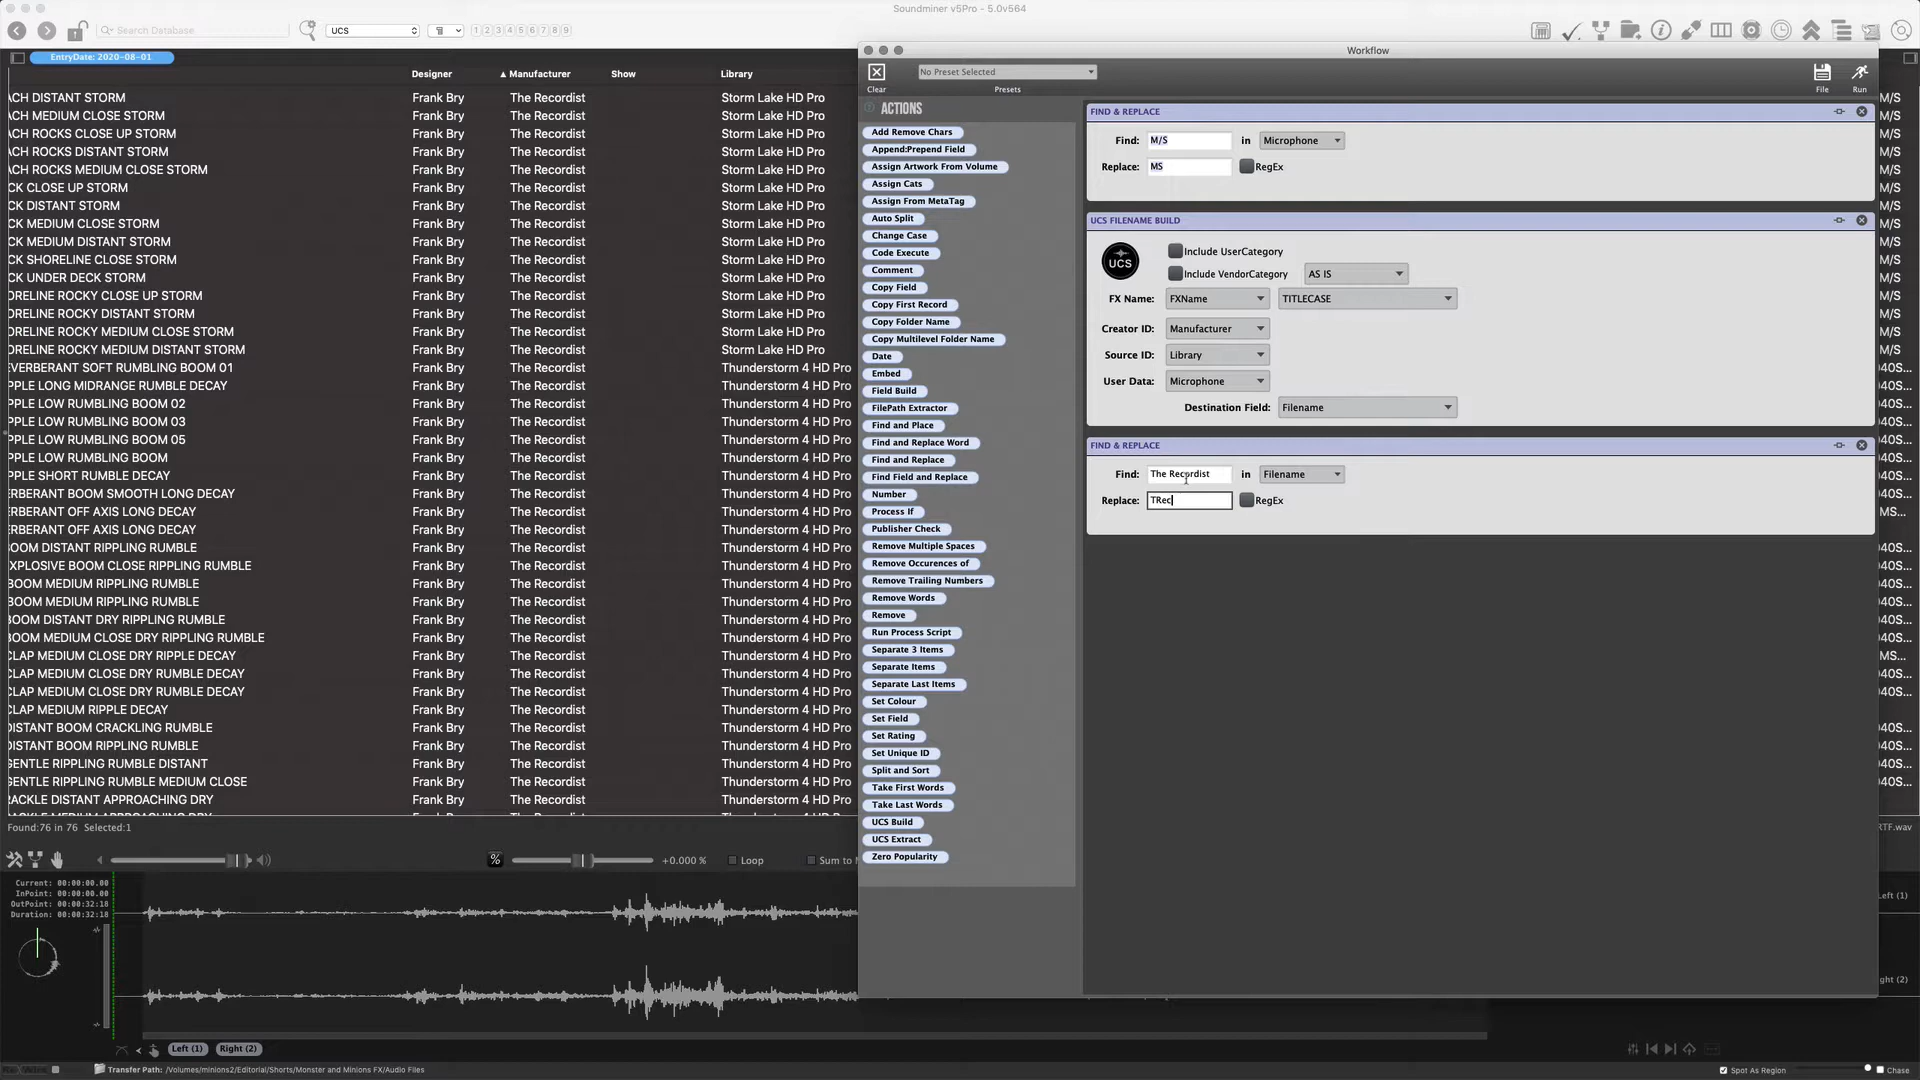 Soundminer v5Pro - 5.0v564
Search Database
UCS
1 2 3 4 5 6 7 8 9
EntryDate: 2020-08-01
Designer Manufacturer Show Library
ACH DISTANT STORM Frank Bry The Recordist Storm Lake HD Pro
ACH MEDIUM CLOSE STORM Frank Bry The Recordist Storm Lake HD Pro
ACH ROCKS CLOSE UP STORM Frank Bry The Recordist Storm Lake HD Pro
ACH ROCKS DISTANT STORM Frank Bry The Recordist Storm Lake HD Pro
ACH ROCKS MEDIUM CLOSE STORM Frank Bry The Recordist Storm Lake HD Pro
CK CLOSE UP STORM Frank Bry The Recordist Storm Lake HD Pro
CK DISTANT STORM Frank Bry The Recordist Storm Lake HD Pro
CK MEDIUM CLOSE STORM Frank Bry The Recordist Storm Lake HD Pro
CK MEDIUM DISTANT STORM Frank Bry The Recordist Storm Lake HD Pro
CK SHORELINE CLOSE STORM Frank Bry The Recordist Storm Lake HD Pro
CK UNDER DECK STORM Frank Bry The Recordist Storm Lake HD Pro
ORELINE ROCKY CLOSE UP STORM Frank Bry The Recordist Storm Lake HD Pro
ORELINE ROCKY DISTANT STORM Frank Bry The Recordist Storm Lake HD Pro
ORELINE ROCKY MEDIUM CLOSE STORM Frank Bry The Recordist Storm Lake HD Pro
ORELINE ROCKY MEDIUM DISTANT STORM Frank Bry The Recordist Storm Lake HD Pro
EVERBERANT SOFT RUMBLING BOOM 01 Frank Bry The Recordist Thunderstorm 4 HD Pro
PPLE LONG MIDRANGE RUMBLE DECAY Frank Bry The Recordist Thunderstorm 4 HD Pro
PPLE LOW RUMBLING BOOM 02 Frank Bry The Recordist Thunderstorm 4 HD Pro
PPLE LOW RUMBLING BOOM 03 Frank Bry The Recordist Thunderstorm 4 HD Pro
PPLE LOW RUMBLING BOOM 05 Frank Bry The Recordist Thunderstorm 4 HD Pro
PPLE LOW RUMBLING BOOM Frank Bry The Recordist Thunderstorm 4 HD Pro
PPLE SHORT RUMBLE DECAY Frank Bry The Recordist Thunderstorm 4 HD Pro
ERBERANT BOOM SMOOTH LONG DECAY Frank Bry The Recordist Thunderstorm 4 HD Pro
ERBERANT OFF AXIS LONG DECAY Frank Bry The Recordist Thunderstorm 4 HD Pro
ERBERANT OFF AXIS LONG DECAY Frank Bry The Recordist Thunderstorm 4 HD Pro
BOOM DISTANT RIPPLING RUMBLE Frank Bry The Recordist Thunderstorm 4 HD Pro
EXPLOSIVE BOOM CLOSE RIPPLING RUMBLE Frank Bry The Recordist Thunderstorm 4 HD Pro
BOOM MEDIUM RIPPLING RUMBLE Frank Bry The Recordist Thunderstorm 4 HD Pro
BOOM MEDIUM RIPPLING RUMBLE Frank Bry The Recordist Thunderstorm 4 HD Pro
BOOM DISTANT DRY RIPPLING RUMBLE Frank Bry The Recordist Thunderstorm 4 HD Pro
BOOM MEDIUM CLOSE DRY RIPPLING RUMBLE Frank Bry The Recordist Thunderstorm 4 HD Pro
CLAP MEDIUM CLOSE DRY RIPPLE DECAY Frank Bry The Recordist Thunderstorm 4 HD Pro
CLAP MEDIUM CLOSE DRY RUMBLE DECAY Frank Bry The Recordist Thunderstorm 4 HD Pro
CLAP MEDIUM CLOSE DRY RUMBLE DECAY Frank Bry The Recordist Thunderstorm 4 HD Pro
CLAP MEDIUM RIPPLE DECAY Frank Bry The Recordist Thunderstorm 4 HD Pro
DISTANT BOOM CRACKLING RUMBLE Frank Bry The Recordist Thunderstorm 4 HD Pro
DISTANT BOOM RIPPLING RUMBLE Frank Bry The Recordist Thunderstorm 4 HD Pro
GENTLE RIPPLING RUMBLE DISTANT Frank Bry The Recordist Thunderstorm 4 HD Pro
GENTLE RIPPLING RUMBLE MEDIUM CLOSE Frank Bry The Recordist Thunderstorm 4 HD Pro
RACKLE DISTANT APPROACHING DRY Frank Bry The Recordist Thunderstorm 4 HD Pro
Found:76 in 76 Selected:1
Workflow
Clear
No Preset Selected
Presets
File
Run
ACTIONS
Add Remove Chars
Append:Prepend Field
Assign Artwork From Volume
Assign Cats
Assign From MetaTag
Auto Split
Change Case
Code Execute
Comment
Copy Field
Copy First Record
Copy Folder Name
Copy Multilevel Folder Name
Date
Embed
Field Build
FilePath Extractor
Find and Place
Find and Replace Word
Find and Replace
Find Field and Replace
Number
Process If
Publisher Check
Remove Multiple Spaces
Remove Occurences of
Remove Trailing Numbers
Remove Words
Remove
Run Process Script
Separate 3 Items
Separate Items
Separate Last Items
Set Colour
Set Field
Set Rating
Set Unique ID
Split and Sort
Take First Words
Take Last Words
UCS Build
UCS Extract
Zero Popularity
FIND & REPLACE
Find: M/S in Microphone
Replace: MS RegEx
UCS FILENAME BUILD
UCS
Include UserCategory
Include VendorCategory AS IS
FX Name: FXName TITLECASE
Creator ID: Manufacturer
Source ID: Library
User Data: Microphone
Destination Field: Filename
FIND & REPLACE
Find: The Recordist in Filename
Replace: TRec RegEx
+0.000 %
Loop
Sum to
Current: 00:00:00.00
InPoint: 00:00:00.00
OutPoint: 00:00:32:18
Duration: 00:00:32:18
Left (1) Right (2)
Transfer Path: /Volumes/minions2/Editorial/Shorts/Monster and Minions FX/Audio Files
Spot As Region
Chase